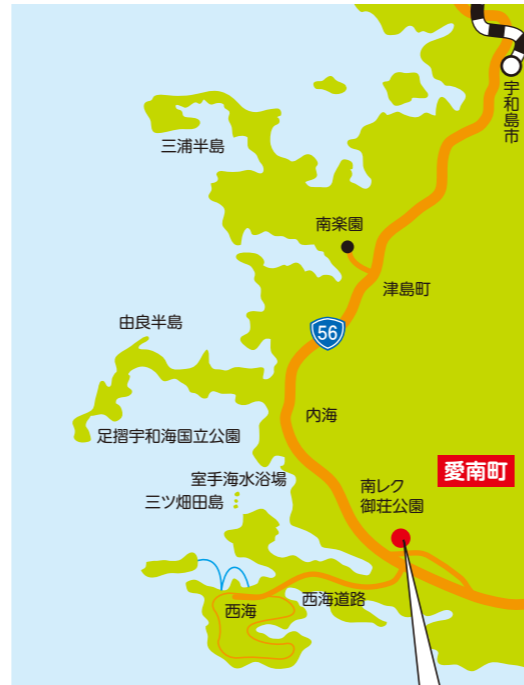 宇和島市
三浦半島
南楽園
津島町
由良半島
56
足摺宇和海国立公園
内海
室手海水浴場
三ツ畑田島
愛南町
南レク
御荘公園
西海
西海道路